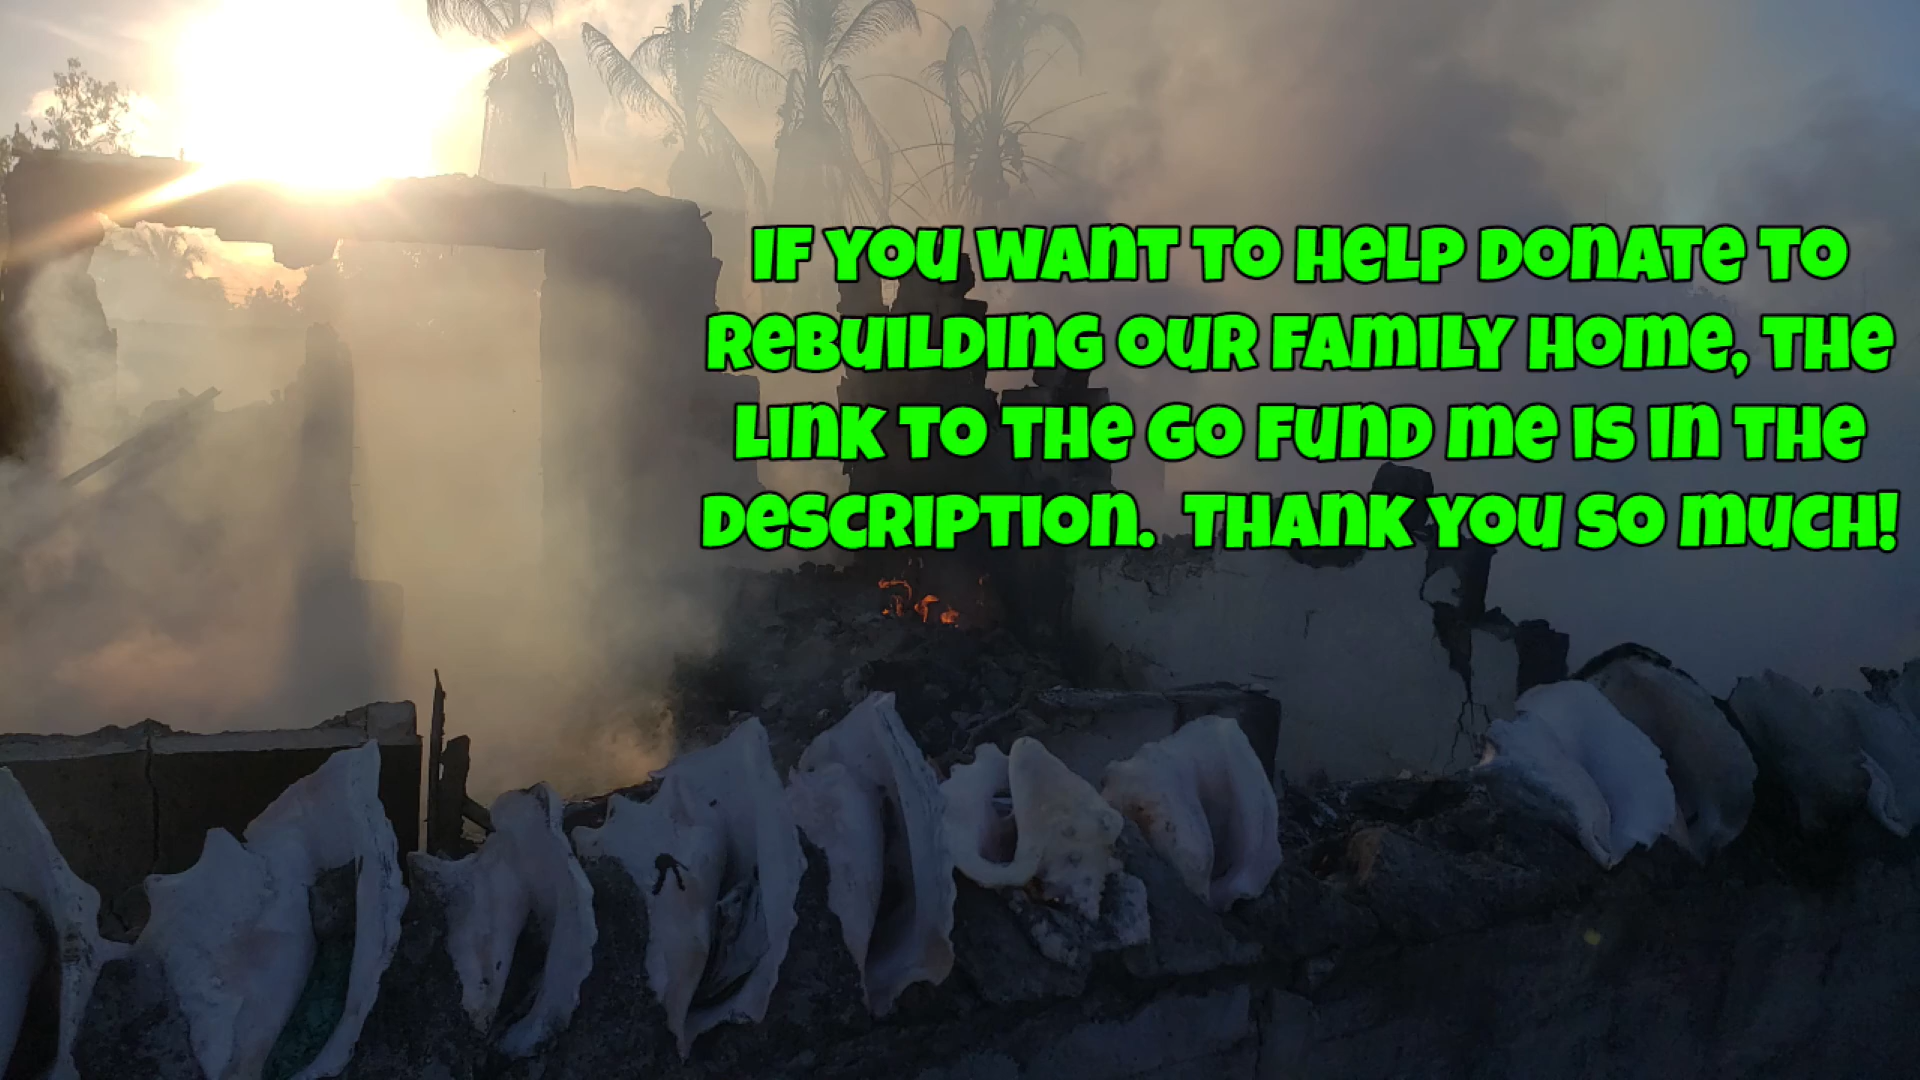 IF YOU WANT TO HELP DONATE TO
REBUILDING OUR FAMILY HOME, THE
LINK TO THE GO FUND ME IS IN THE
DESCRIPTION. THANK YOU SO MUCH!